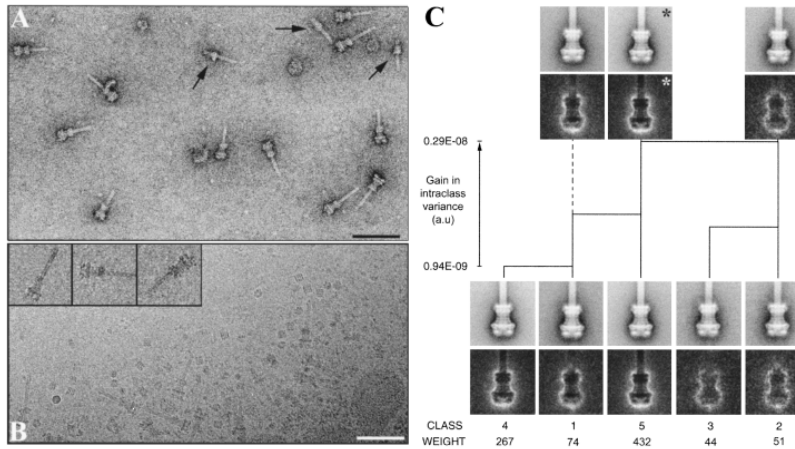 A
B
C
*
*
0.29E-08
Gain in
intraclass
variance
(a.u)
0.94E-09
CLASS 4 1 5 3 2
WEIGHT 267 74 432 44 51